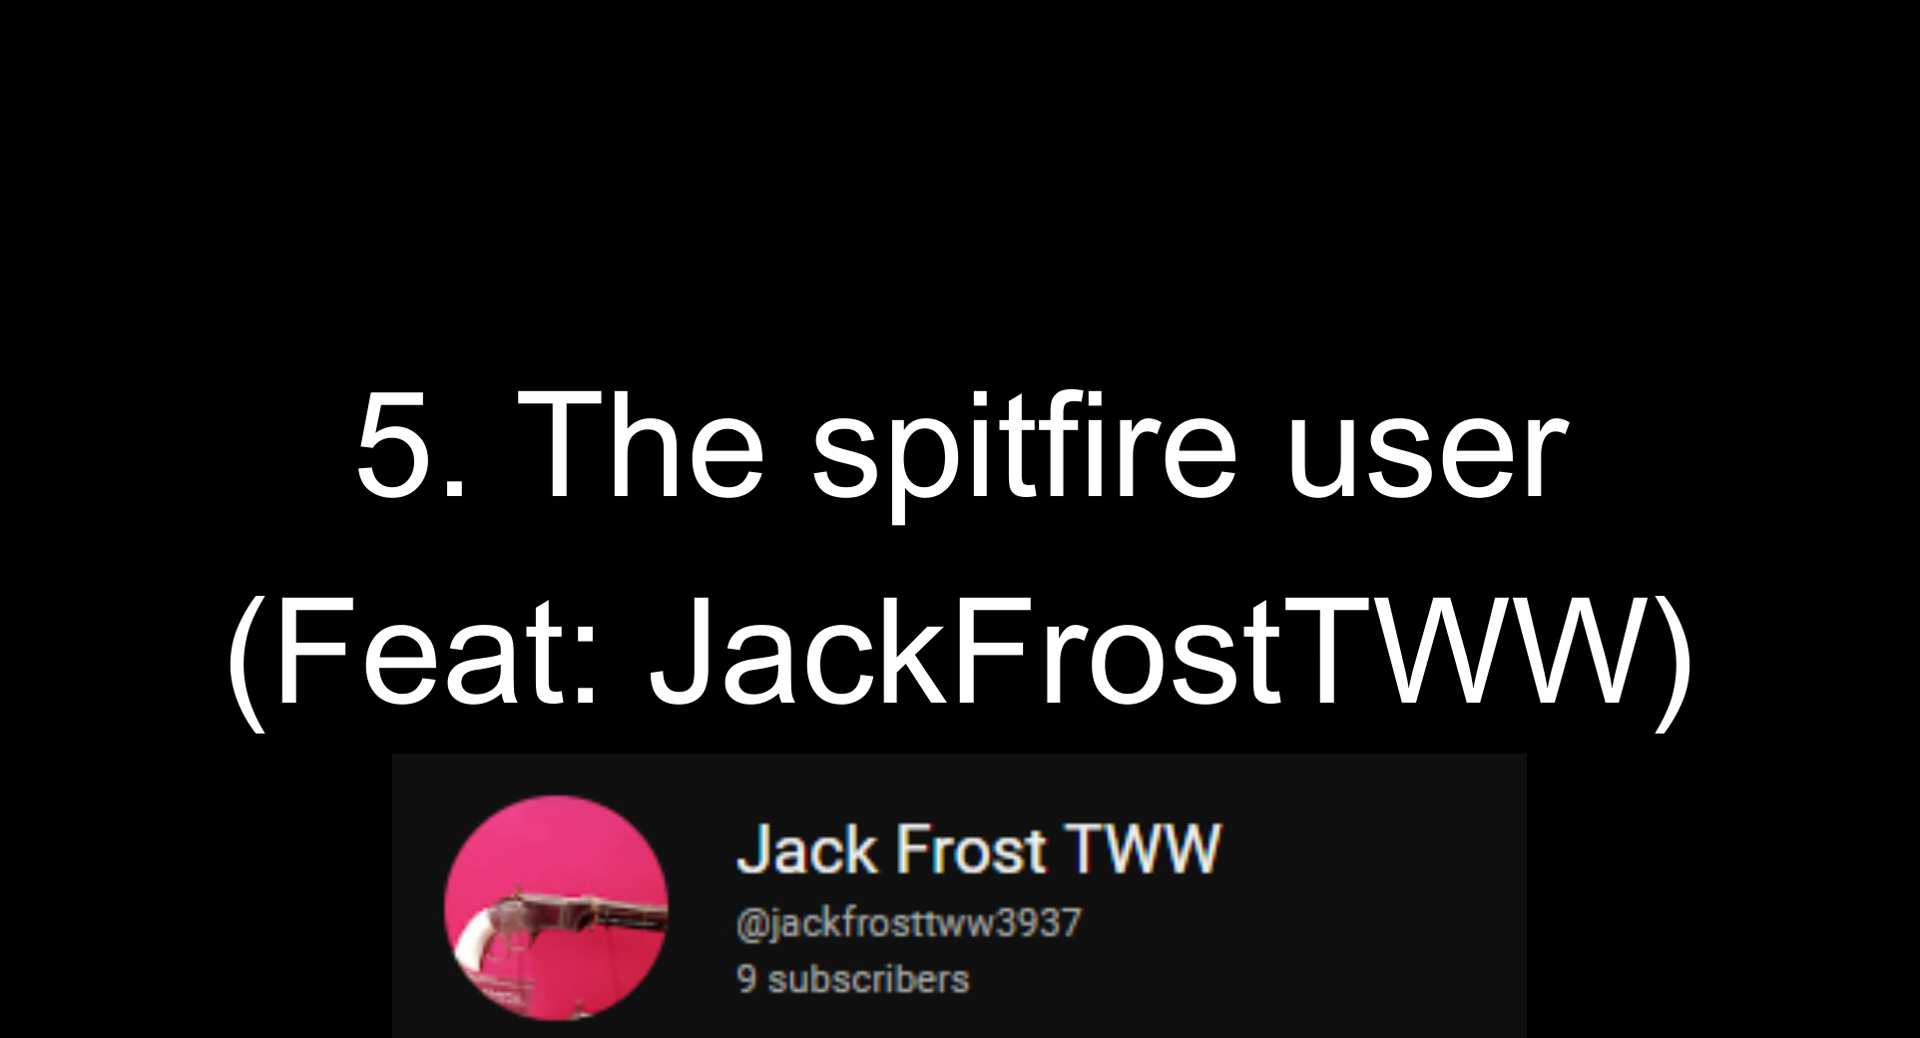 5. The spitfire user
(Feat: JackFrostTWW)
Jack Frost TWW
@jackfrosttww3937
9 subscribers